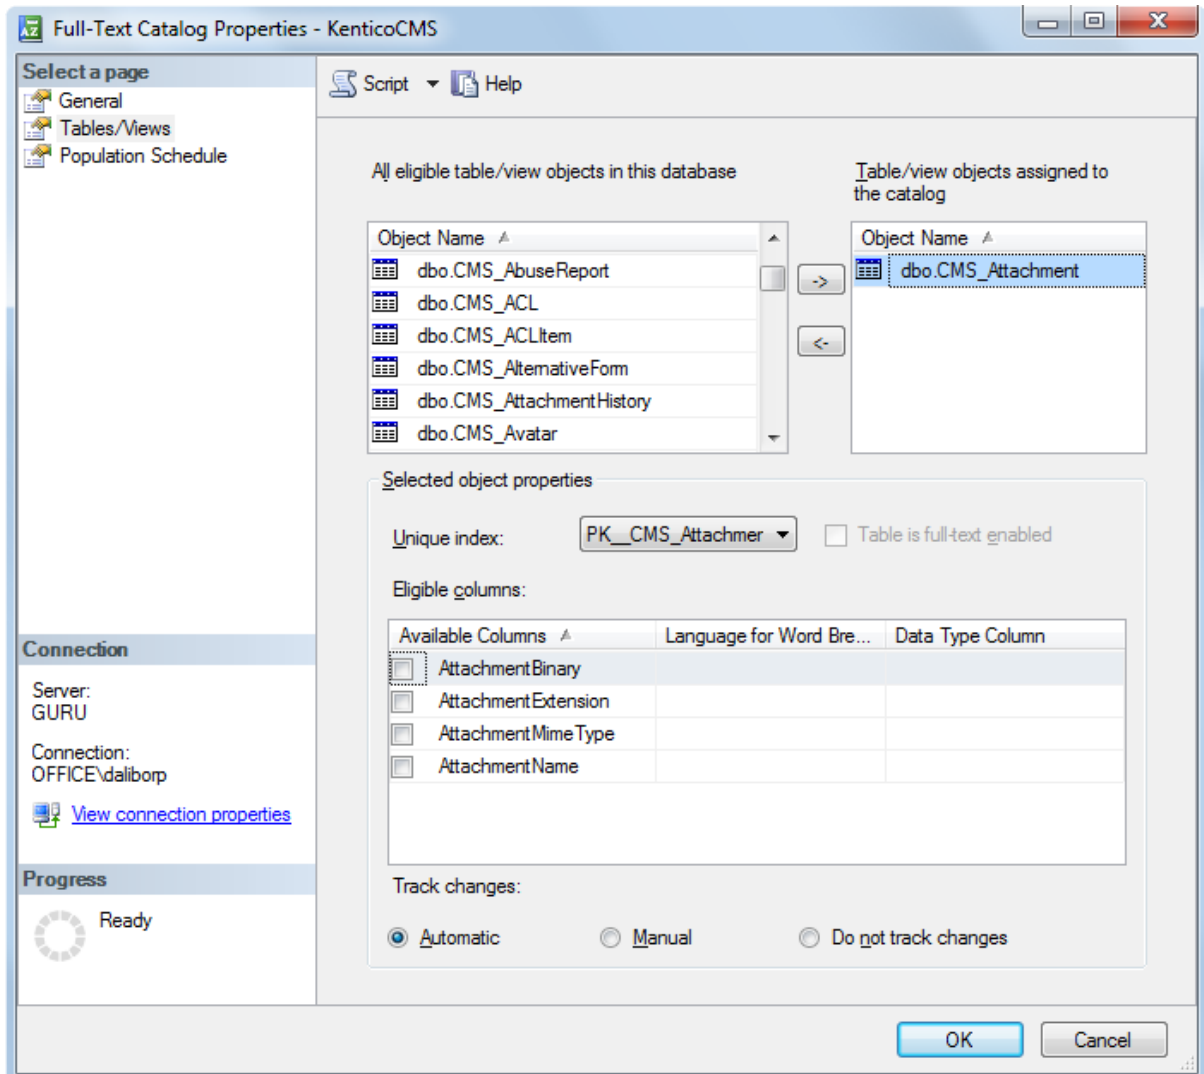 Full-Text Catalog Properties - KenticoCMS
Select a page
General
Tables/Views
Population Schedule
Script
Help
All eligible table/view objects in this database
Object Name
dbo.CMS_AbuseReport
dbo.CMS_ACL
dbo.CMS_ACLItem
dbo.CMS_AlternativeForm
dbo.CMS_AttachmentHistory
dbo.CMS_Avatar
->
<-
Table/view objects assigned to
the catalog
Object Name
dbo.CMS_Attachment
Selected object properties
Unique index:
PK__CMS_Attachmer
Table is full-text enabled
Eligible columns:
Available Columns
Language for Word Bre...
Data Type Column
AttachmentBinary
AttachmentExtension
AttachmentMimeType
AttachmentName
Track changes:
Automatic
Manual
Do not track changes
Connection
Server:
GURU
Connection:
OFFICE\daliborp
View connection properties
Progress
Ready
OK
Cancel